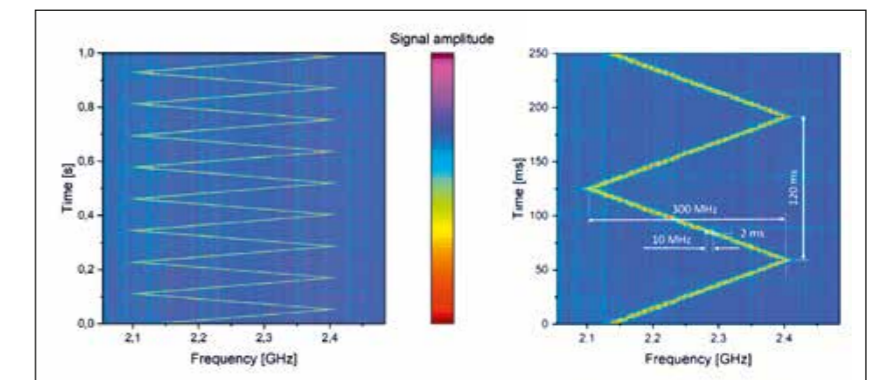 Signal amplitude
1,0
0,8
0,6
0,4
0,2
0,0
Time [s]
2,1
2,2
2,3
2,4
Frequency [GHz]
250
200
150
100
50
0
Time [ms]
300 MHz
120 ms
2 ms
10 MHz
2.1
2.2
2.3
2.4
Frequency [GHz]